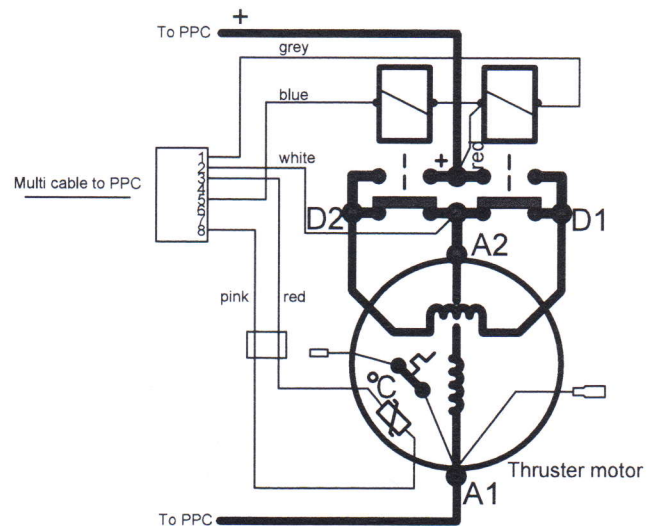 +
To PPC
grey
blue
white
red
+
1
2
3
4
5
6
7
8
Multi cable to PPC
D2
D1
A2
pink
red
°C
Thruster motor
A1
To PPC